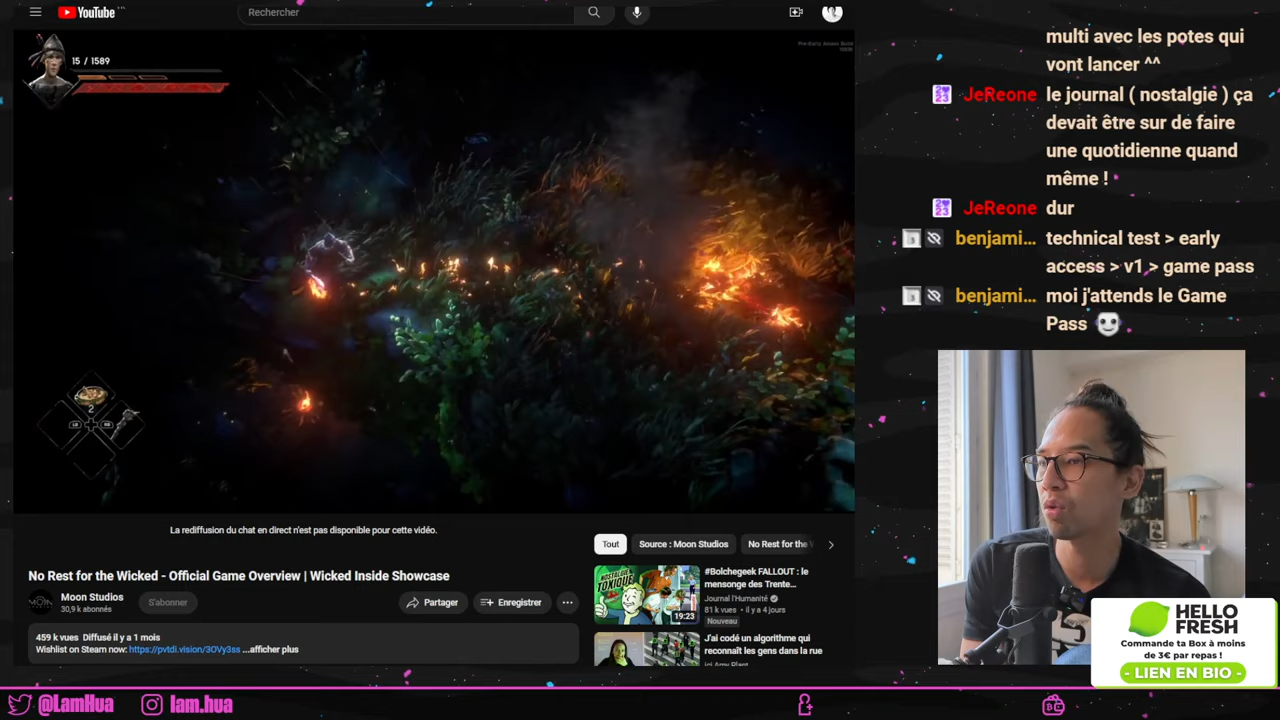 YouTube
Rechercher
15 / 1589
2
La rediffusion du chat en direct n'est pas disponible pour cette vidéo.
No Rest for the Wicked - Official Game Overview | Wicked Inside Showcase
Moon Studios
30,9 k abonnés
S'abonner
Partager
Enregistrer
459 k vues Diffusé il y a 1 mois
Wishlist on Steam now: https://pvtdi.vision/3OVy3ss ...afficher plus
Tout
Source : Moon Studios
No Rest for the
NOSTALGIE
TOXIQUE
19:23
#Bolchegeek FALLOUT : le
mensonge des Trente...
Journal l'Humanité
81 k vues • il y a 4 jours
Nouveau
J'ai codé un algorithme qui
reconnaît les gens dans la rue
multi avec les potes qui
vont lancer ^^
JeReone le journal ( nostalgie ) ça
devait être sur de faire
une quotidienne quand
même !
JeReone dur
benjami... technical test > early
access > v1 > game pass
benjami... moi j'attends le Game
Pass
HELLO
FRESH
Commande ta Box à moins
de 3€ par repas !
- LIEN EN BIO -
@LamHua
lam.hua